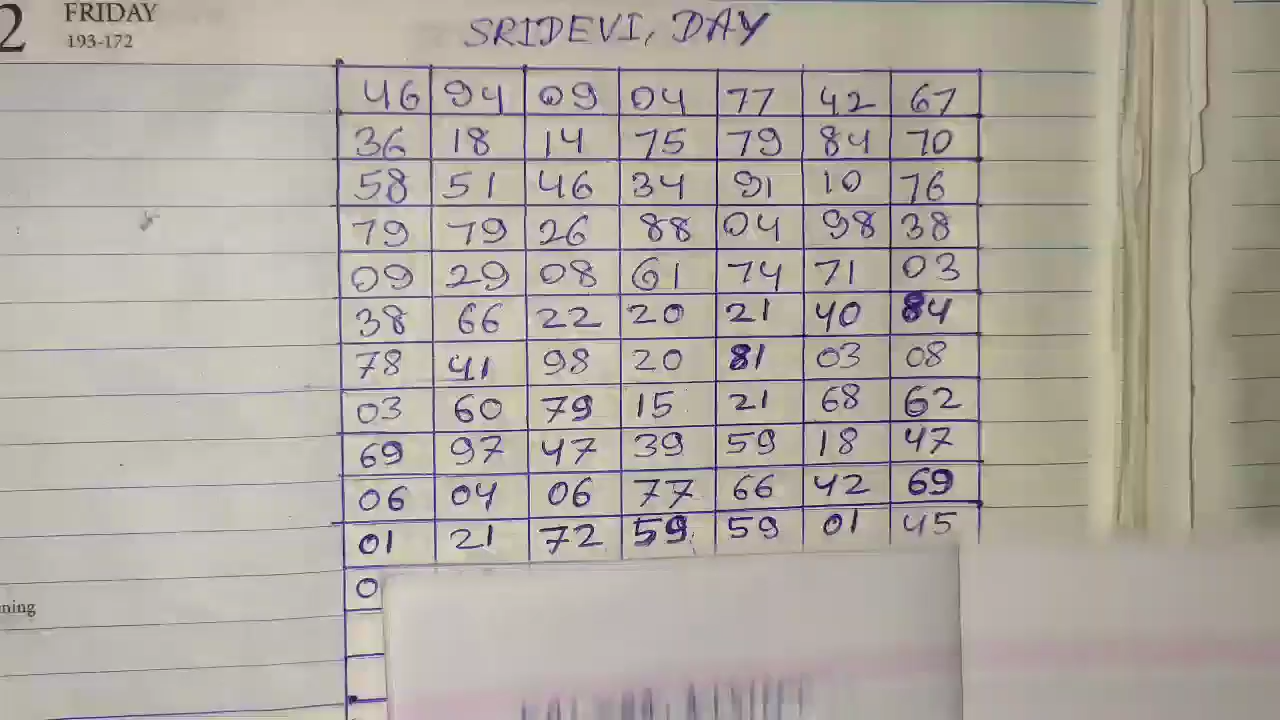 2 FRIDAY
193-172
SRIDEVI, DAY
46 94 09 04 77 42 67
36 18 14 75 79 84 70
58 51 46 34 91 10 76
79 79 26 88 04 98 38
09 29 08 61 74 71 03
38 66 22 20 21 40 84
78 41 98 20 81 03 08
03 60 79 15 21 68 62
69 97 47 39 59 18 47
06 04 06 77 66 42 69
01 21 72 59 59 01 45
0
ning